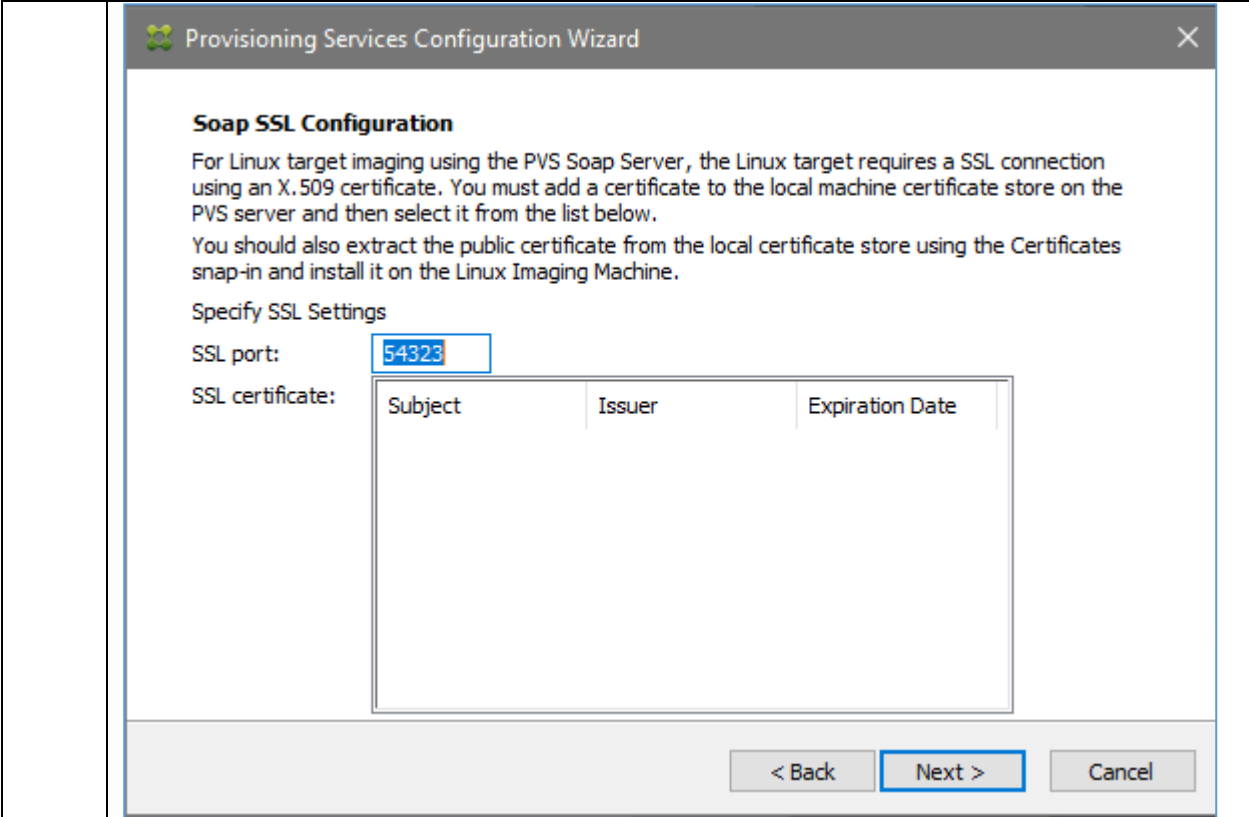 Provisioning Services Configuration Wizard
Soap SSL Configuration
For Linux target imaging using the PVS Soap Server, the Linux target requires a SSL connection
using an X.509 certificate. You must add a certificate to the local machine certificate store on the
PVS server and then select it from the list below.
You should also extract the public certificate from the local certificate store using the Certificates
snap-in and install it on the Linux Imaging Machine.
Specify SSL Settings
SSL port: 54323
SSL certificate: Subject Issuer Expiration Date
< Back Next > Cancel